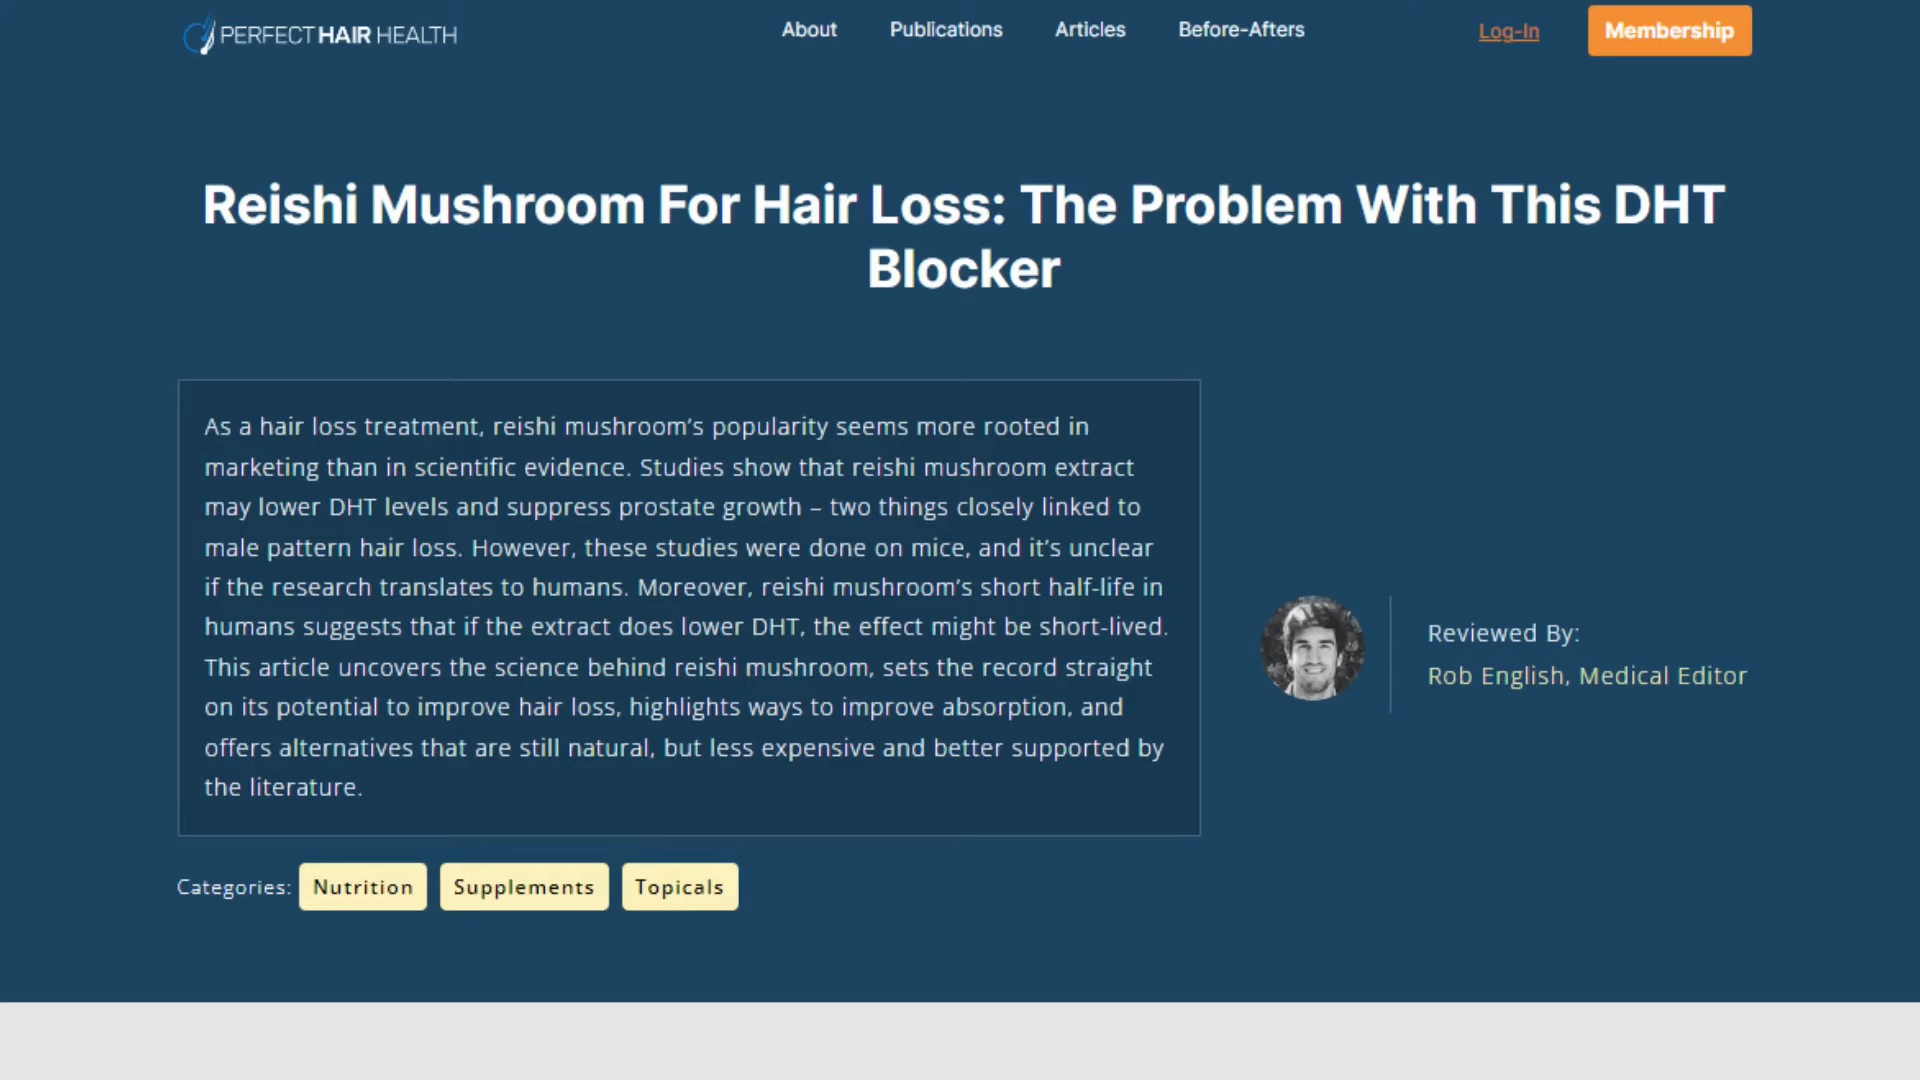 PERFECT HAIR HEALTH
About
Publications
Articles
Before-Afters
Log-In
Membership
Reishi Mushroom For Hair Loss: The Problem With This DHT
Blocker
As a hair loss treatment, reishi mushroom’s popularity seems more rooted in
marketing than in scientific evidence. Studies show that reishi mushroom extract
may lower DHT levels and suppress prostate growth – two things closely linked to
male pattern hair loss. However, these studies were done on mice, and it’s unclear
if the research translates to humans. Moreover, reishi mushroom’s short half-life in
humans suggests that if the extract does lower DHT, the effect might be short-lived.
This article uncovers the science behind reishi mushroom, sets the record straight
on its potential to improve hair loss, highlights ways to improve absorption, and
offers alternatives that are still natural, but less expensive and better supported by
the literature.
Reviewed By:
Rob English, Medical Editor
Categories: Nutrition Supplements Topicals